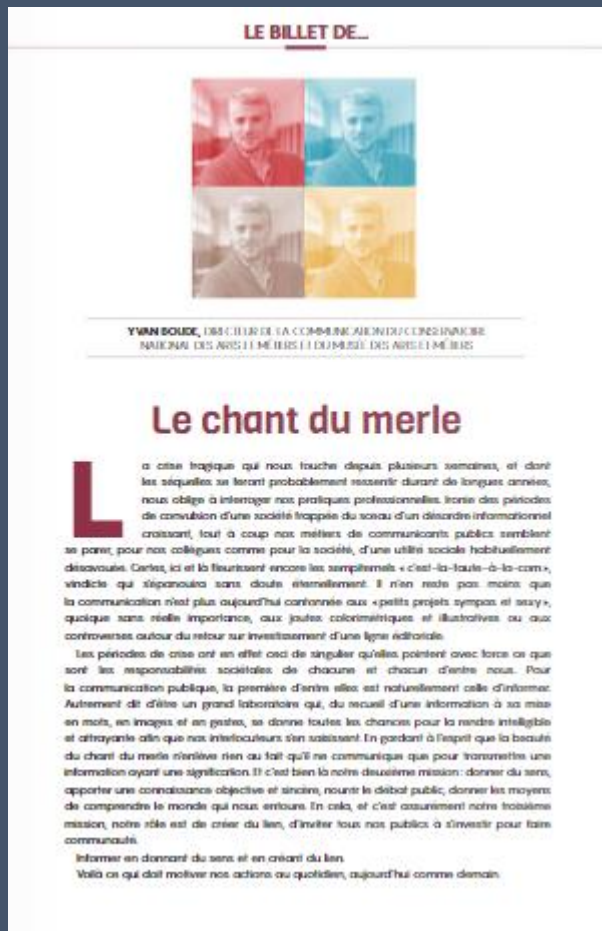 LE BILLET DE...
YVAN BOUDE, DIRECTEUR DE LA COMMUNICATION DU CONSERVATOIRE
NATIONAL DES ARTS ET MÉTIERS ET DU MUSÉE DES ARTS ET MÉTIERS
Le chant du merle
La crise tragique qui nous touche depuis plusieurs semaines, et dont
les séquelles se feront probablement ressentir durant de longues années,
nous oblige à interroger nos pratiques professionnelles. Ironie des périodes
de convulsion d'une société frappée du sceau d'un désordre informationnel
croissant, tout à coup nos métiers de communicants publics semblent
se parer, pour nos collègues comme pour la société, d'une utilité sociale habituellement
désavouée. Certes, ici et là fleurissent encore les sempiternels « c'est-la-faute-à-la-com »,
vindicte qui s'épanouira sans doute éternellement. Il n'en reste pas moins que
la communication n'est plus aujourd'hui cantonnée aux « petits projets sympas et sexy »,
quoique sans réelle importance, aux joutes colorimétriques et illustratives ou aux
controverses autour du retour sur investissement d'une ligne éditoriale.
Les périodes de crise ont en effet ceci de singulier qu'elles pointent avec force ce que
sont les responsabilités sociétales de chacune et chacun d'entre nous. Pour
la communication publique, la première d'entre elles est naturellement celle d'informer.
Autrement dit d'être un grand laboratoire qui, du recueil d'une information à sa mise
en mots, en images et en gestes, se donne toutes les chances pour la rendre intelligible
et attrayante afin que nos interlocuteurs s'en saisissent. En gardant à l'esprit que la beauté
du chant du merle n'enlève rien au fait qu'il ne communique que pour transmettre une
information ayant une signification. Et c'est bien là notre deuxième mission : donner du sens,
apporter une connaissance objective et sincère, nourrir le débat public, donner les moyens
de comprendre le monde qui nous entoure. En cela, et c'est assurément notre troisième
mission, notre rôle est de créer du lien, d'inviter tous nos publics à s'investir pour faire
communauté.
Informer en donnant du sens et en créant du lien.
Voilà ce qui doit motiver nos actions au quotidien, aujourd'hui comme demain.